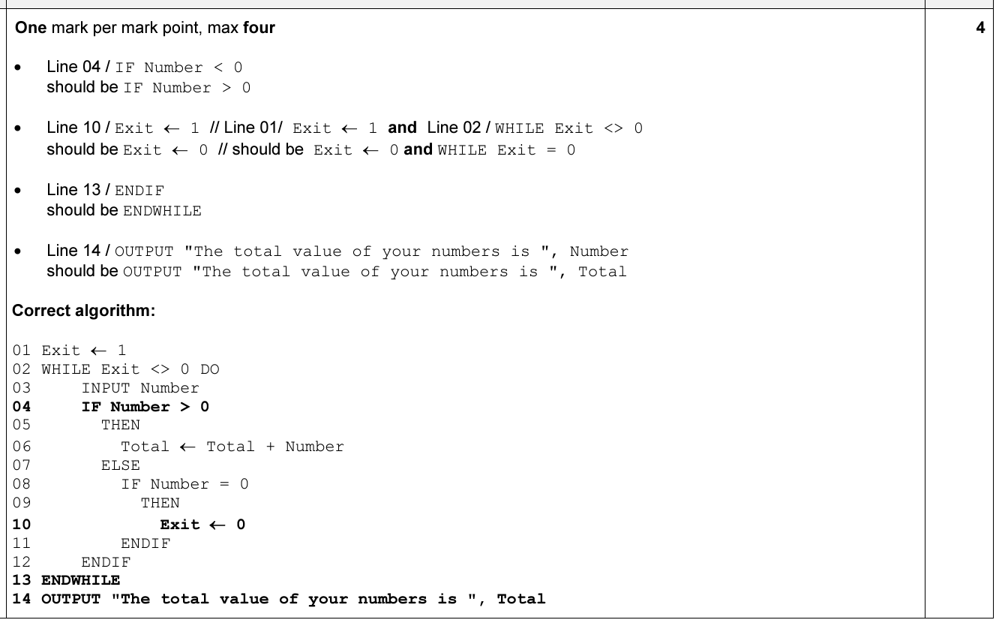 One mark per mark point, max four 4
• Line 04 / IF Number < 0
should be IF Number > 0
• Line 10 / Exit ← 1 // Line 01/ Exit ← 1 and Line 02 / WHILE Exit <> 0
should be Exit ← 0 // should be Exit ← 0 and WHILE Exit = 0
• Line 13 / ENDIF
should be ENDWHILE
• Line 14 / OUTPUT "The total value of your numbers is ", Number
should be OUTPUT "The total value of your numbers is ", Total
Correct algorithm:
01 Exit ← 1
02 WHILE Exit <> 0 DO
03 INPUT Number
04 IF Number > 0
05 THEN
06 Total ← Total + Number
07 ELSE
08 IF Number = 0
09 THEN
10 Exit ← 0
11 ENDIF
12 ENDIF
13 ENDWHILE
14 OUTPUT "The total value of your numbers is ", Total